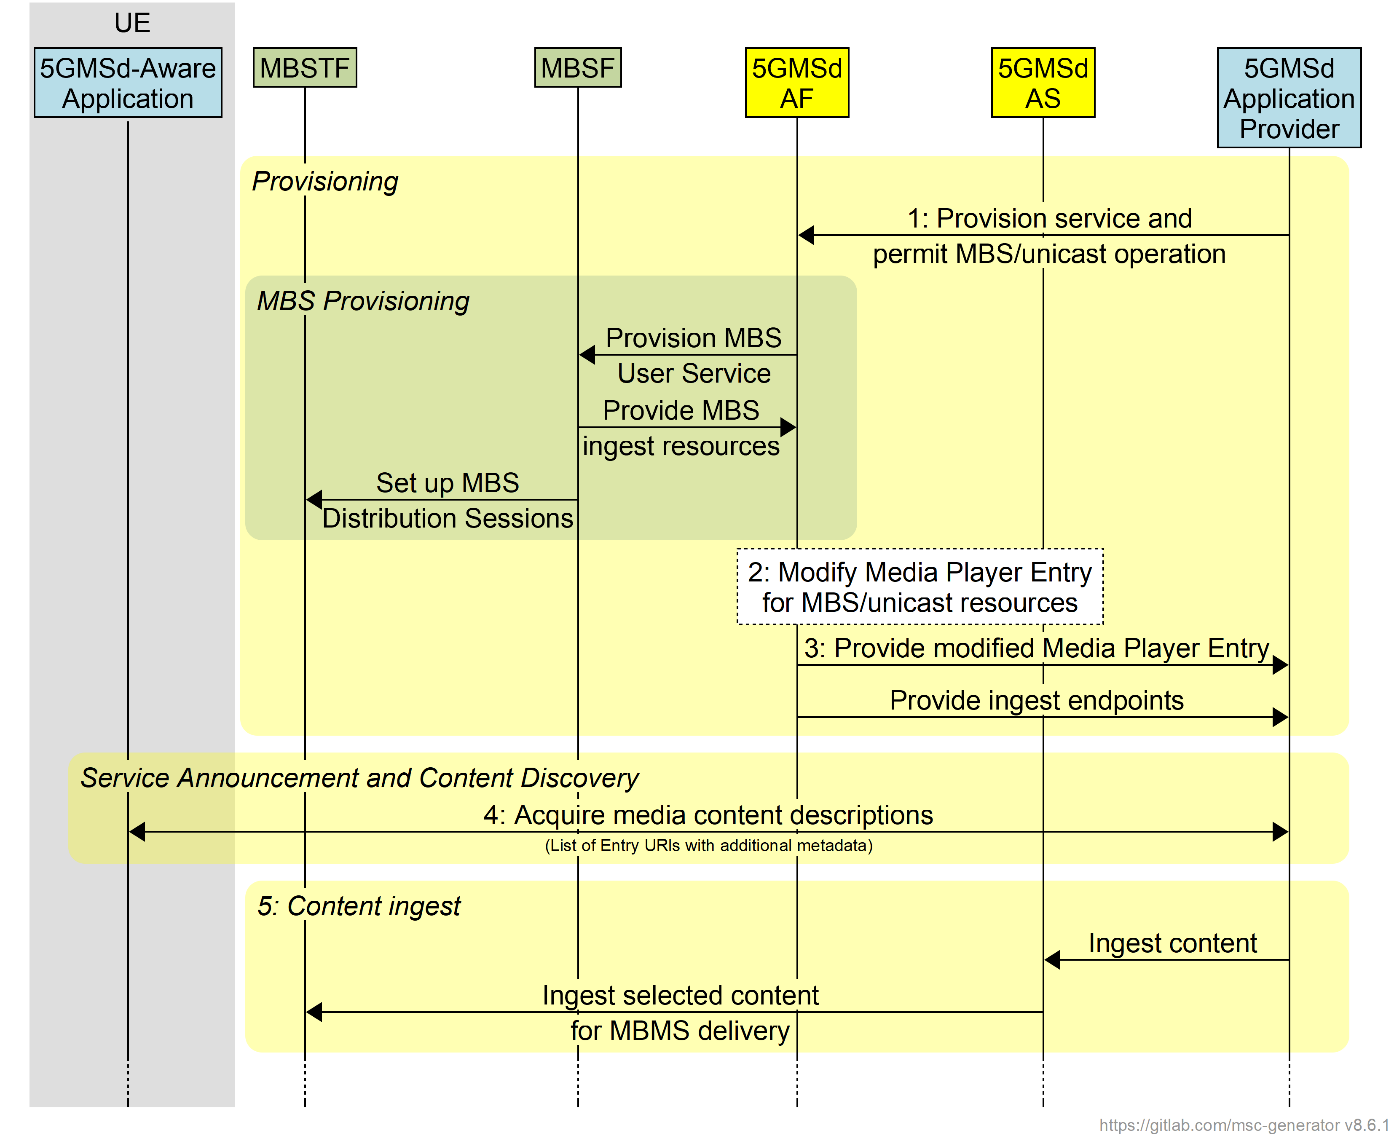 UE
5GMSd-Aware
Application
MBSTF
MBSF
5GMSd
AF
5GMSd
AS
5GMSd
Application
Provider
Provisioning
1: Provision service and
permit MBS/unicast operation
MBS Provisioning
Provision MBS
User Service
Provide MBS
ingest resources
Set up MBS
Distribution Sessions
2: Modify Media Player Entry
for MBS/unicast resources
3: Provide modified Media Player Entry
Provide ingest endpoints
Service Announcement and Content Discovery
4: Acquire media content descriptions
(List of Entry URIs with additional metadata)
5: Content ingest
Ingest content
Ingest selected content
for MBMS delivery
https://gitlab.com/msc-generator v8.6.1